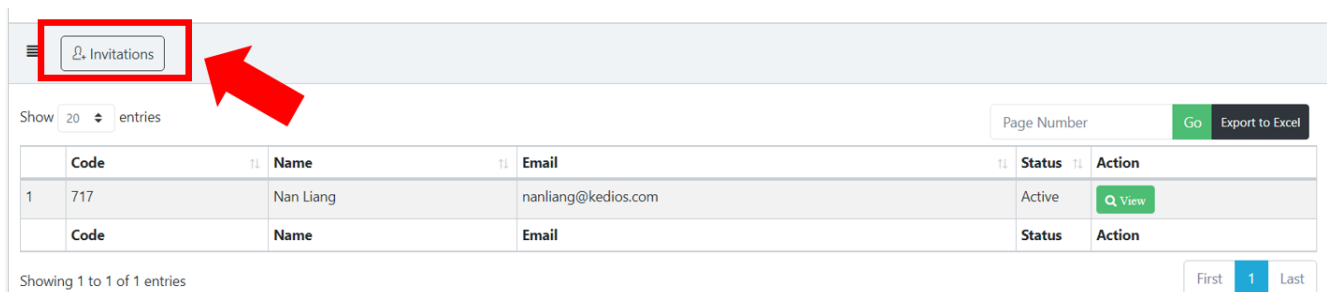 Invitations
Show 20 entries
Page Number Go Export to Excel
Code Name Email Status Action
1 717 Nan Liang nanliang@kedios.com Active View
Code Name Email Status Action
Showing 1 to 1 of 1 entries
First 1 Last